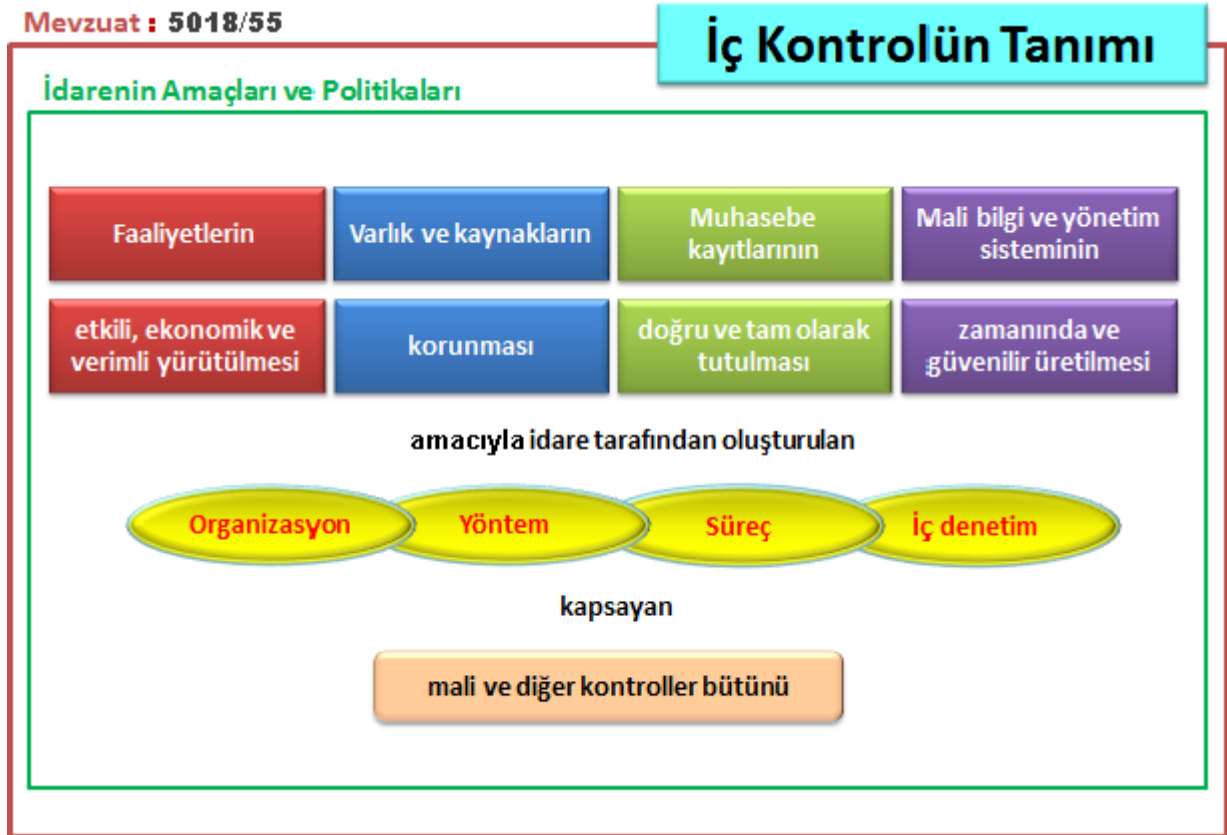 Mevzuat : 5018/55
İç Kontrolün Tanımı
İdarenin Amaçları ve Politikaları
Faaliyetlerin
Varlık ve kaynakların
Muhasebe
kayıtlarının
Mali bilgi ve yönetim
sisteminin
etkili, ekonomik ve
verimli yürütülmesi
korunması
doğru ve tam olarak
tutulması
zamanında ve
güvenilir üretilmesi
amacıyla idare tarafından oluşturulan
Organizasyon
Yöntem
Süreç
İç denetim
kapsayan
mali ve diğer kontroller bütünü